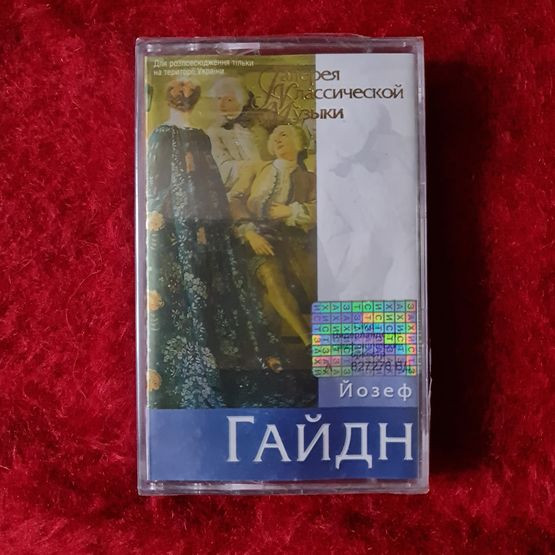 Для розповсюдження тільки
на території України
Галерея
Классической
Музыки
Йозеф
ГАЙДН